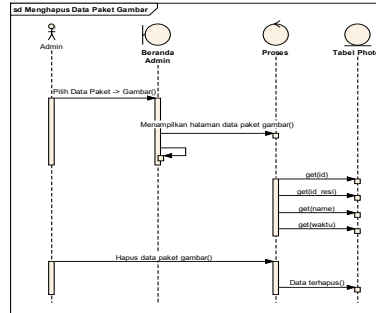 sd Menghapus Data Paket Gambar
Admin
Beranda
Admin
Proses
Tabel Photo
Pilih Data Paket -> Gambar()
Menampilkan halaman data paket gambar()
get(id)
get(id_resi)
get(name)
get(waktu)
Hapus data paket gambar()
Data terhapus()